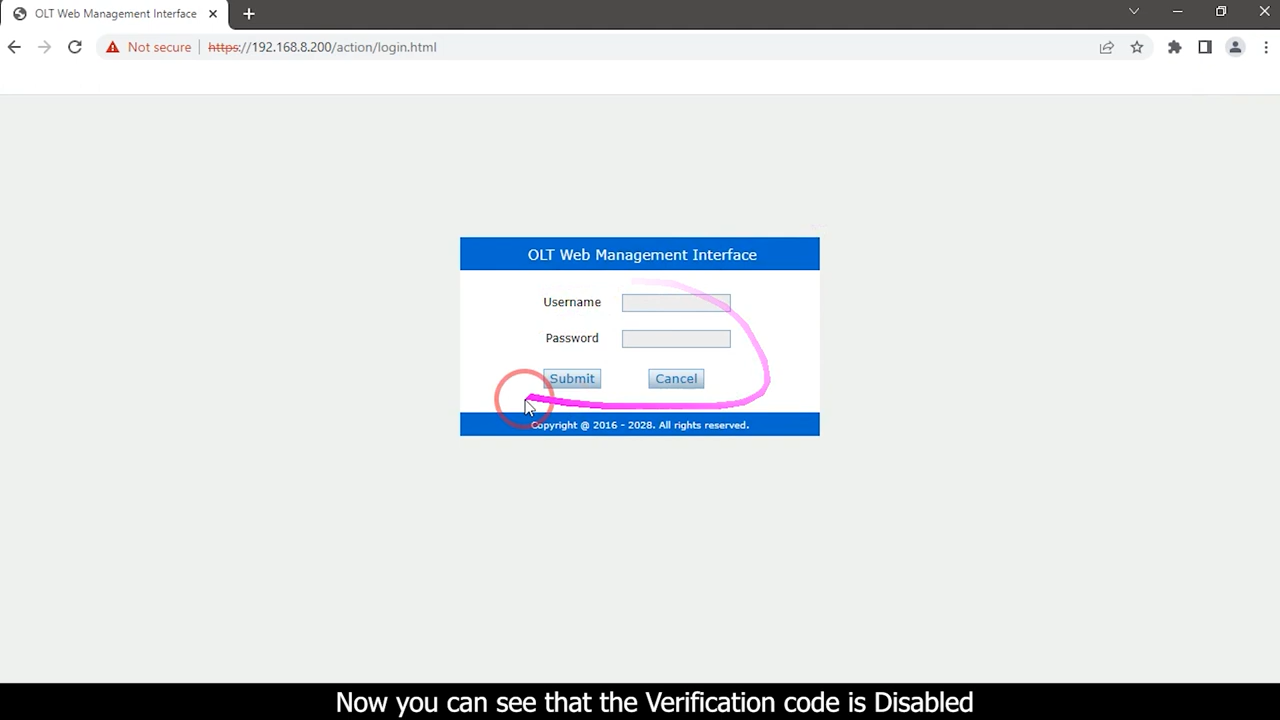 OLT Web Management Interface
Not secure
https://192.168.8.200/action/login.html
OLT Web Management Interface
Username
Password
Submit
Cancel
Copyright @ 2016 - 2028. All rights reserved.
Now you can see that the Verification code is Disabled